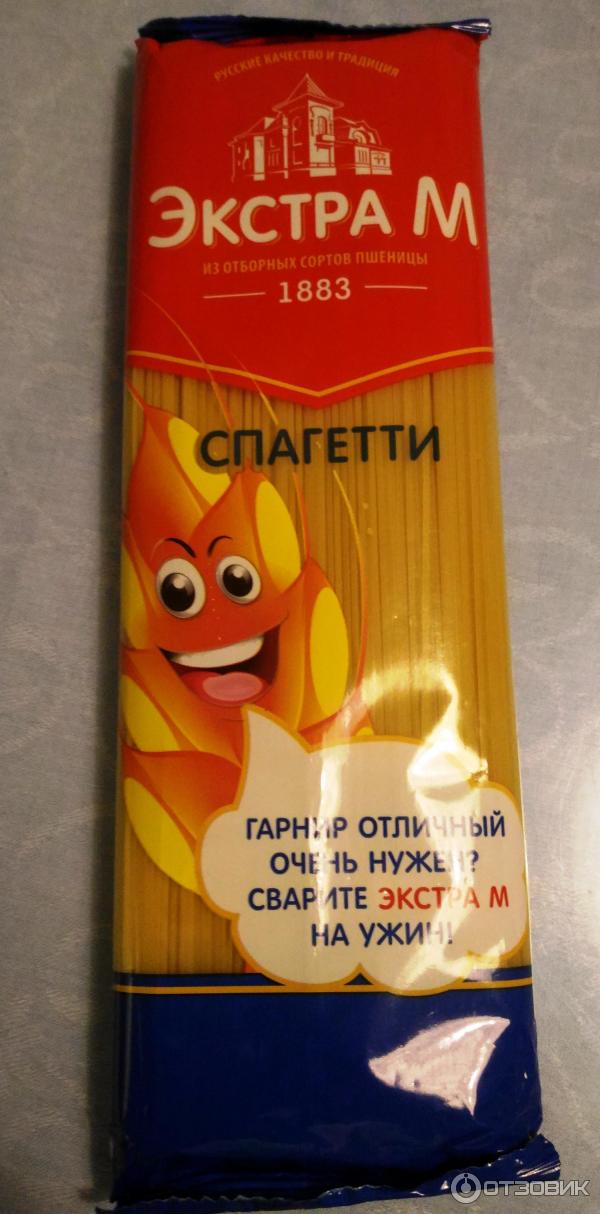 РУССКИЕ КАЧЕСТВО И ТРАДИЦИЯ
ЭКСТРА М
ИЗ ОТБОРНЫХ СОРТОВ ПШЕНИЦЫ
1883
СПАГЕТТИ
ГАРНИР ОТЛИЧНЫЙ
ОЧЕНЬ НУЖЕН?
СВАРИТЕ ЭКСТРА М
НА УЖИН!
ОТЗОВИК